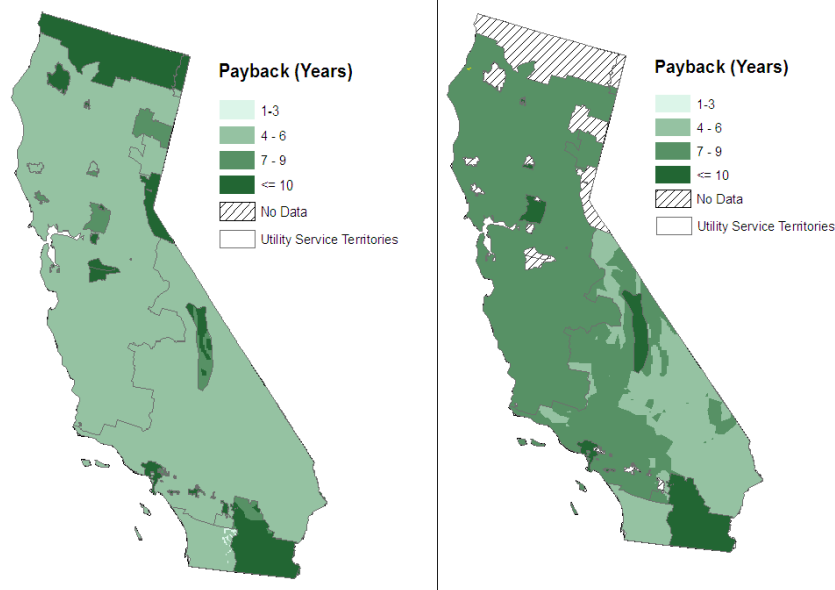 Payback (Years)
1-3
4 - 6
7 - 9
<= 10
No Data
Utility Service Territories
Payback (Years)
1-3
4 - 6
7 - 9
<= 10
No Data
Utility Service Territories